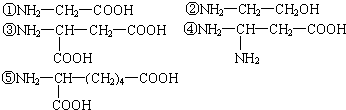 ①NH₂—CH₂—COOH ②NH₂—CH₂—CH₂OH
③NH₂—CH—CH₂—COOH ④NH₂—CH—CH₂—COOH
COOH NH₂
⑤NH₂—CH—(CH₂)₄—COOH
COOH